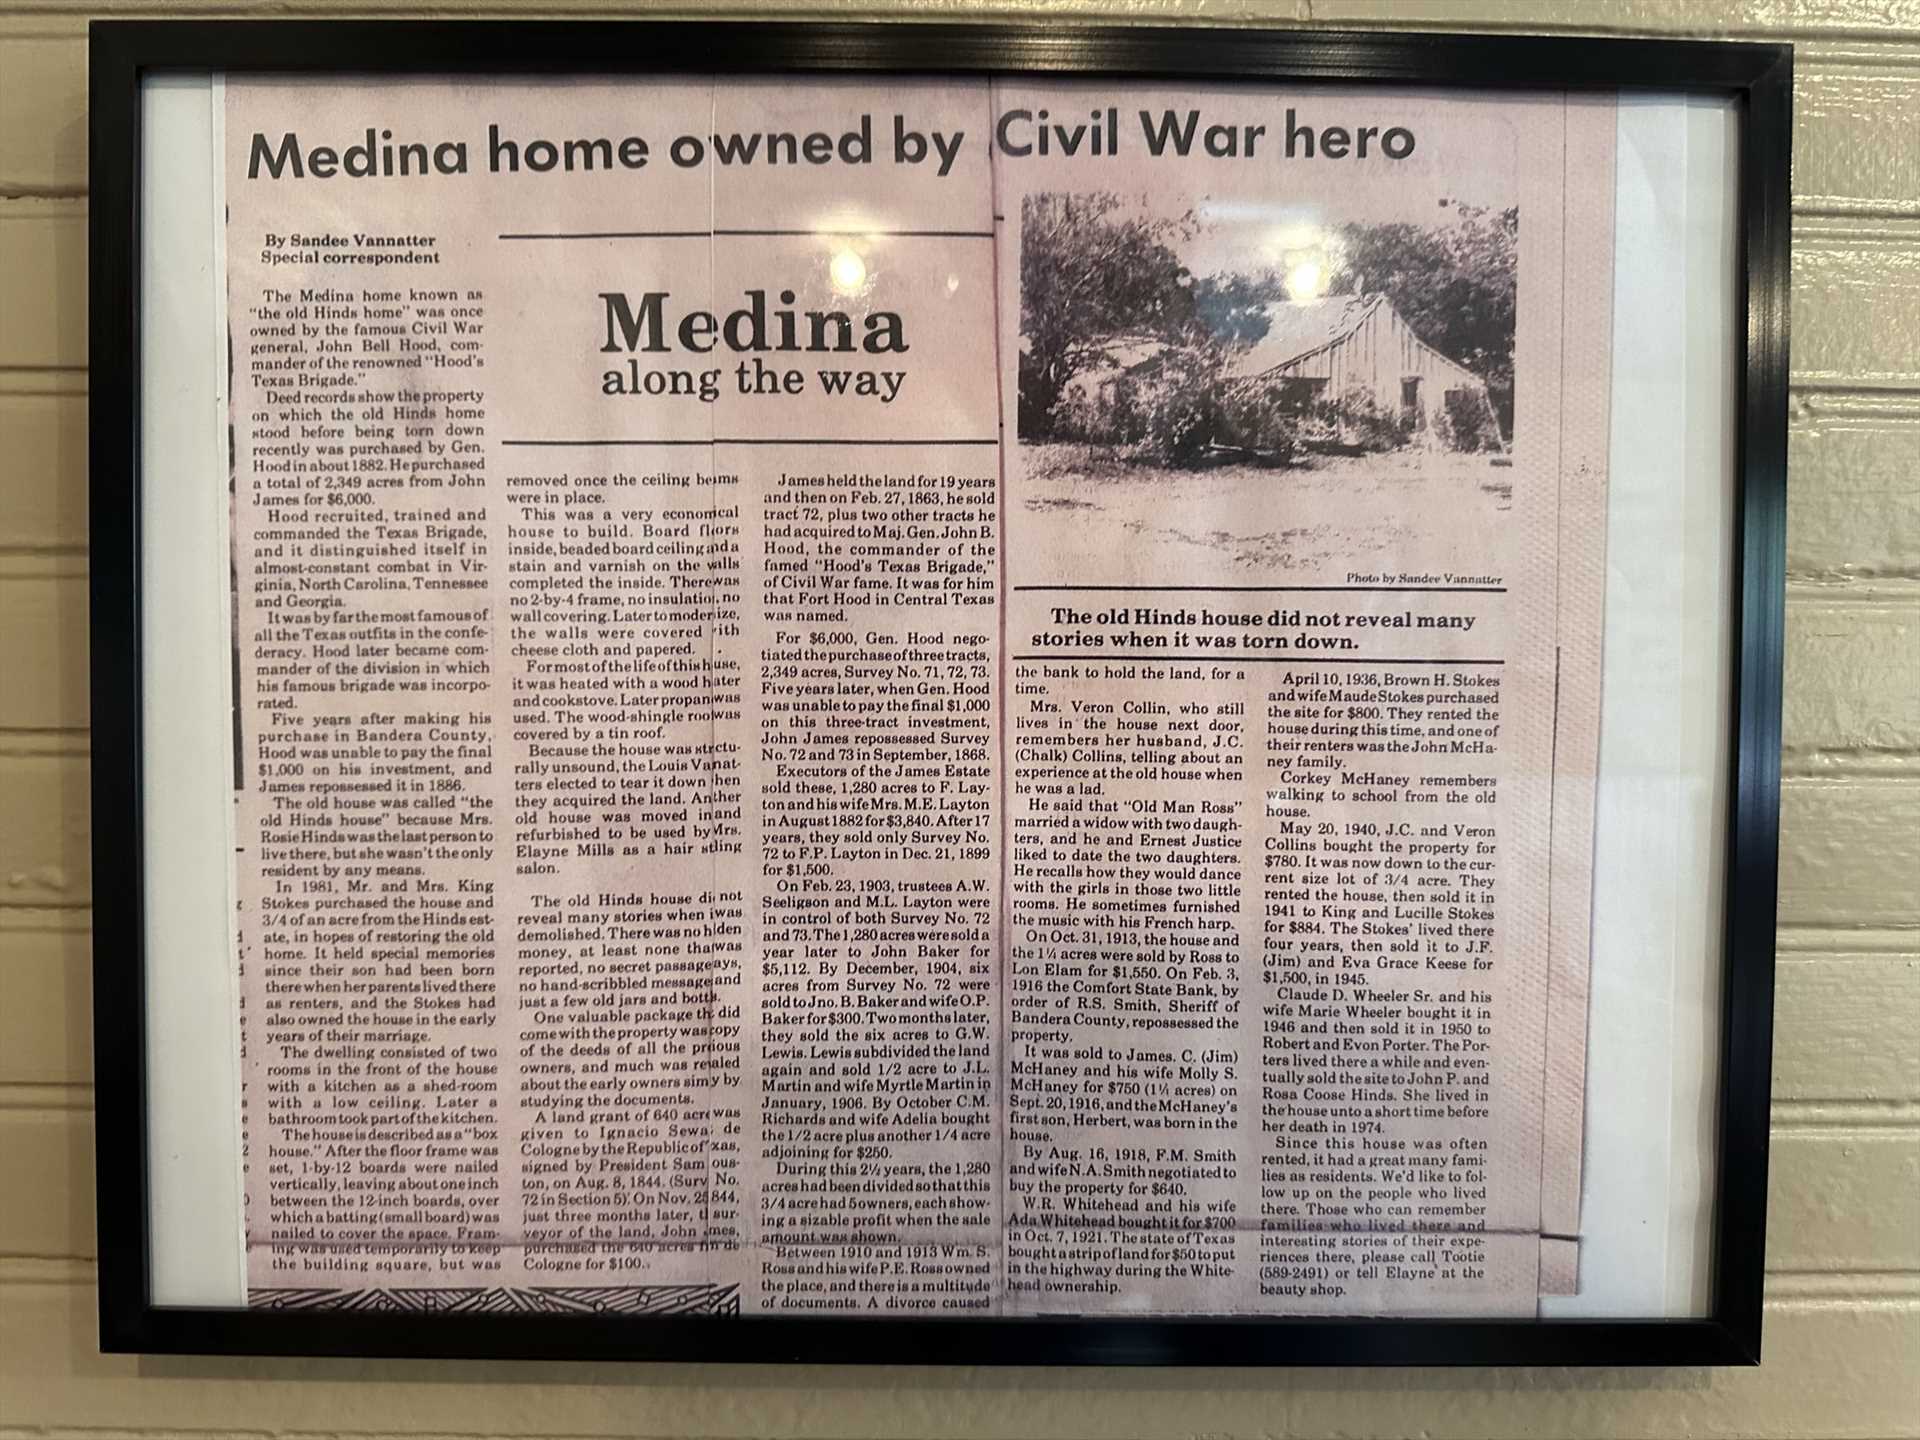 Medina home owned by Civil War hero
By Sandee Vannatter
Special correspondent
The Medina home known as
"the old Hinds home" was once
owned by the famous Civil War
general, John Bell Hood, com-
mander of the renowned "Hood's
Texas Brigade."
Deed records show the property
on which the old Hinds home
stood before being torn down
recently was purchased by Gen.
Hood in about 1882. He purchased
a total of 2,349 acres from John
James for $6,000.
Hood recruited, trained and
commanded the Texas Brigade,
and it distinguished itself in
almost-constant combat in Vir-
ginia, North Carolina, Tennessee
and Georgia.
It was by far the most famous of
all the Texas outfits in the confe-
deracy. Hood later became com-
mander of the division in which
his famous brigade was incorpo-
rated.
Five years after making his
purchase in Bandera County,
Hood was unable to pay the final
$1,000 on his investment, and
James repossessed it in 1886.
The old house was called "the
old Hinds house" because Mrs.
Rosie Hinds was the last person to
live there, but she wasn't the only
resident by any means.
In 1981, Mr. and Mrs. King
Stokes purchased the house and
3/4 of an acre from the Hinds est-
ate, in hopes of restoring the old
home. It held special memories
since their son had been born
there when her parents lived there
as renters, and the Stokes had
also owned the house in the early
years of their marriage.
The dwelling consisted of two
rooms in the front of the house
with a kitchen as a shed-room
with a low ceiling. Later a
bathroom took part of the kitchen.
The house is described as a "box
house." After the floor frame was
set, 1-by-12 boards were nailed
vertically, leaving about one inch
between the 12-inch boards, over
which a batting (small board) was
nailed to cover the space. Fram-
ing was used temporarily to keep
the building square, but was
Medina
along the way
removed once the ceiling beams
were in place.
This was a very economical
house to build. Board floors
inside, beaded board ceiling and a
stain and varnish on the walls
completed the inside. There was
no 2-by-4 frame, no insulation, no
wall covering. Later to modernize,
the walls were covered with
cheese cloth and papered.
For most of the life of this house,
it was heated with a wood heater
and cookstove. Later propane was
used. The wood-shingle roof was
covered by a tin roof.
Because the house was structu-
rally unsound, the Louis Vannat-
ters elected to tear it down when
they acquired the land. Another
old house was moved in and
refurbished to be used by Mrs.
Elayne Mills as a hair styling
salon.
The old Hinds house did not
reveal many stories when it was
demolished. There was no hidden
money, at least none that was
reported, no secret passageways,
no hand-scribbled message and
just a few old jars and bottles.
One valuable package that did
come with the property was copy
of the deeds of all the previous
owners, and much was revealed
about the early owners simply by
studying the documents.
A land grant of 640 acres was
given to Ignacio Sewal de
Cologne by the Republic of Texas,
signed by President Sam Hous-
ton, on Aug. 8, 1844. (Survey No.
72 in Section 5). On Nov. 25, 1844,
just three months later, the sur-
veyor of the land, John James,
purchased the 640 acres from de
Cologne for $100.
James held the land for 19 years
and then on Feb. 27, 1863, he sold
tract 72, plus two other tracts he
had acquired to Maj. Gen. John B.
Hood, the commander of the
famed "Hood's Texas Brigade,"
of Civil War fame. It was for him
that Fort Hood in Central Texas
was named.
For $6,000, Gen. Hood nego-
tiated the purchase of three tracts,
2,349 acres, Survey No. 71, 72, 73.
Five years later, when Gen. Hood
was unable to pay the final $1,000
on this three-tract investment,
John James repossessed Survey
No. 72 and 73 in September, 1868.
Executors of the James Estate
sold these, 1,280 acres to F. Lay-
ton and his wife Mrs. M.E. Layton
in August 1882 for $3,840. After 17
years, they sold only Survey No.
72 to F.P. Layton in Dec. 21, 1899
for $1,500.
On Feb. 23, 1903, trustees A.W.
Seeligson and M.L. Layton were
in control of both Survey No. 72
and 73. The 1,280 acres were sold a
year later to John Baker for
$5,112. By December, 1904, six
acres from Survey No. 72 were
sold to Jno. B. Baker and wife O.P.
Baker for $300. Two months later,
they sold the six acres to G.W.
Lewis. Lewis subdivided the land
again and sold 1/2 acre to J.L.
Martin and wife Myrtle Martin in
January, 1906. By October C.M.
Richards and wife Adelia bought
the 1/2 acre plus another 1/4 acre
adjoining for $250.
During this 2½ years, the 1,280
acres had been divided so that this
3/4 acre had 5 owners, each show-
ing a sizable profit when the sale
amount was shown.
Between 1910 and 1913 Wm. S.
Ross and his wife P.E. Ross owned
the place, and there is a multitude
of documents. A divorce caused
Photo by Sandee Vannatter
The old Hinds house did not reveal many
stories when it was torn down.
the bank to hold the land, for a
time.
Mrs. Veron Collin, who still
lives in the house next door,
remembers her husband, J.C.
(Chalk) Collins, telling about an
experience at the old house when
he was a lad.
He said that "Old Man Ross"
married a widow with two daugh-
ters, and he and Ernest Justice
liked to date the two daughters.
He recalls how they would dance
with the girls in those two little
rooms. He sometimes furnished
the music with his French harp.
On Oct. 31, 1913, the house and
the 1¼ acres were sold by Ross to
Lon Elam for $1,550. On Feb. 3,
1916 the Comfort State Bank, by
order of R.S. Smith, Sheriff of
Bandera County, repossessed the
property.
It was sold to James. C. (Jim)
McHaney and his wife Molly S.
McHaney for $750 (1¼ acres) on
Sept. 20, 1916, and the McHaney's
first son, Herbert, was born in the
house.
By Aug. 16, 1918, F.M. Smith
and wife N.A. Smith negotiated to
buy the property for $640.
W.R. Whitehead and his wife
Ada Whitehead bought it for $700
in Oct. 7, 1921. The state of Texas
bought a strip of land for $50 to put
in the highway during the White-
head ownership.
April 10, 1936, Brown H. Stokes
and wife Maude Stokes purchased
the site for $800. They rented the
house during this time, and one of
their renters was the John McHa-
ney family.
Corkey McHaney remembers
walking to school from the old
house.
May 20, 1940, J.C. and Veron
Collins bought the property for
$780. It was now down to the cur-
rent size lot of 3/4 acre. They
rented the house, then sold it in
1941 to King and Lucille Stokes
for $884. The Stokes' lived there
four years, then sold it to J.F.
(Jim) and Eva Grace Keese for
$1,500, in 1945.
Claude D. Wheeler Sr. and his
wife Marie Wheeler bought it in
1946 and then sold it in 1950 to
Robert and Evon Porter. The Por-
ters lived there a while and even-
tually sold the site to John P. and
Rosa Coose Hinds. She lived in
the house unto a short time before
her death in 1974.
Since this house was often
rented, it had a great many fami-
lies as residents. We'd like to fol-
low up on the people who lived
there. Those who can remember
families who lived there and
interesting stories of their expe-
riences there, please call Tootie
(589-2491) or tell Elayne at the
beauty shop.